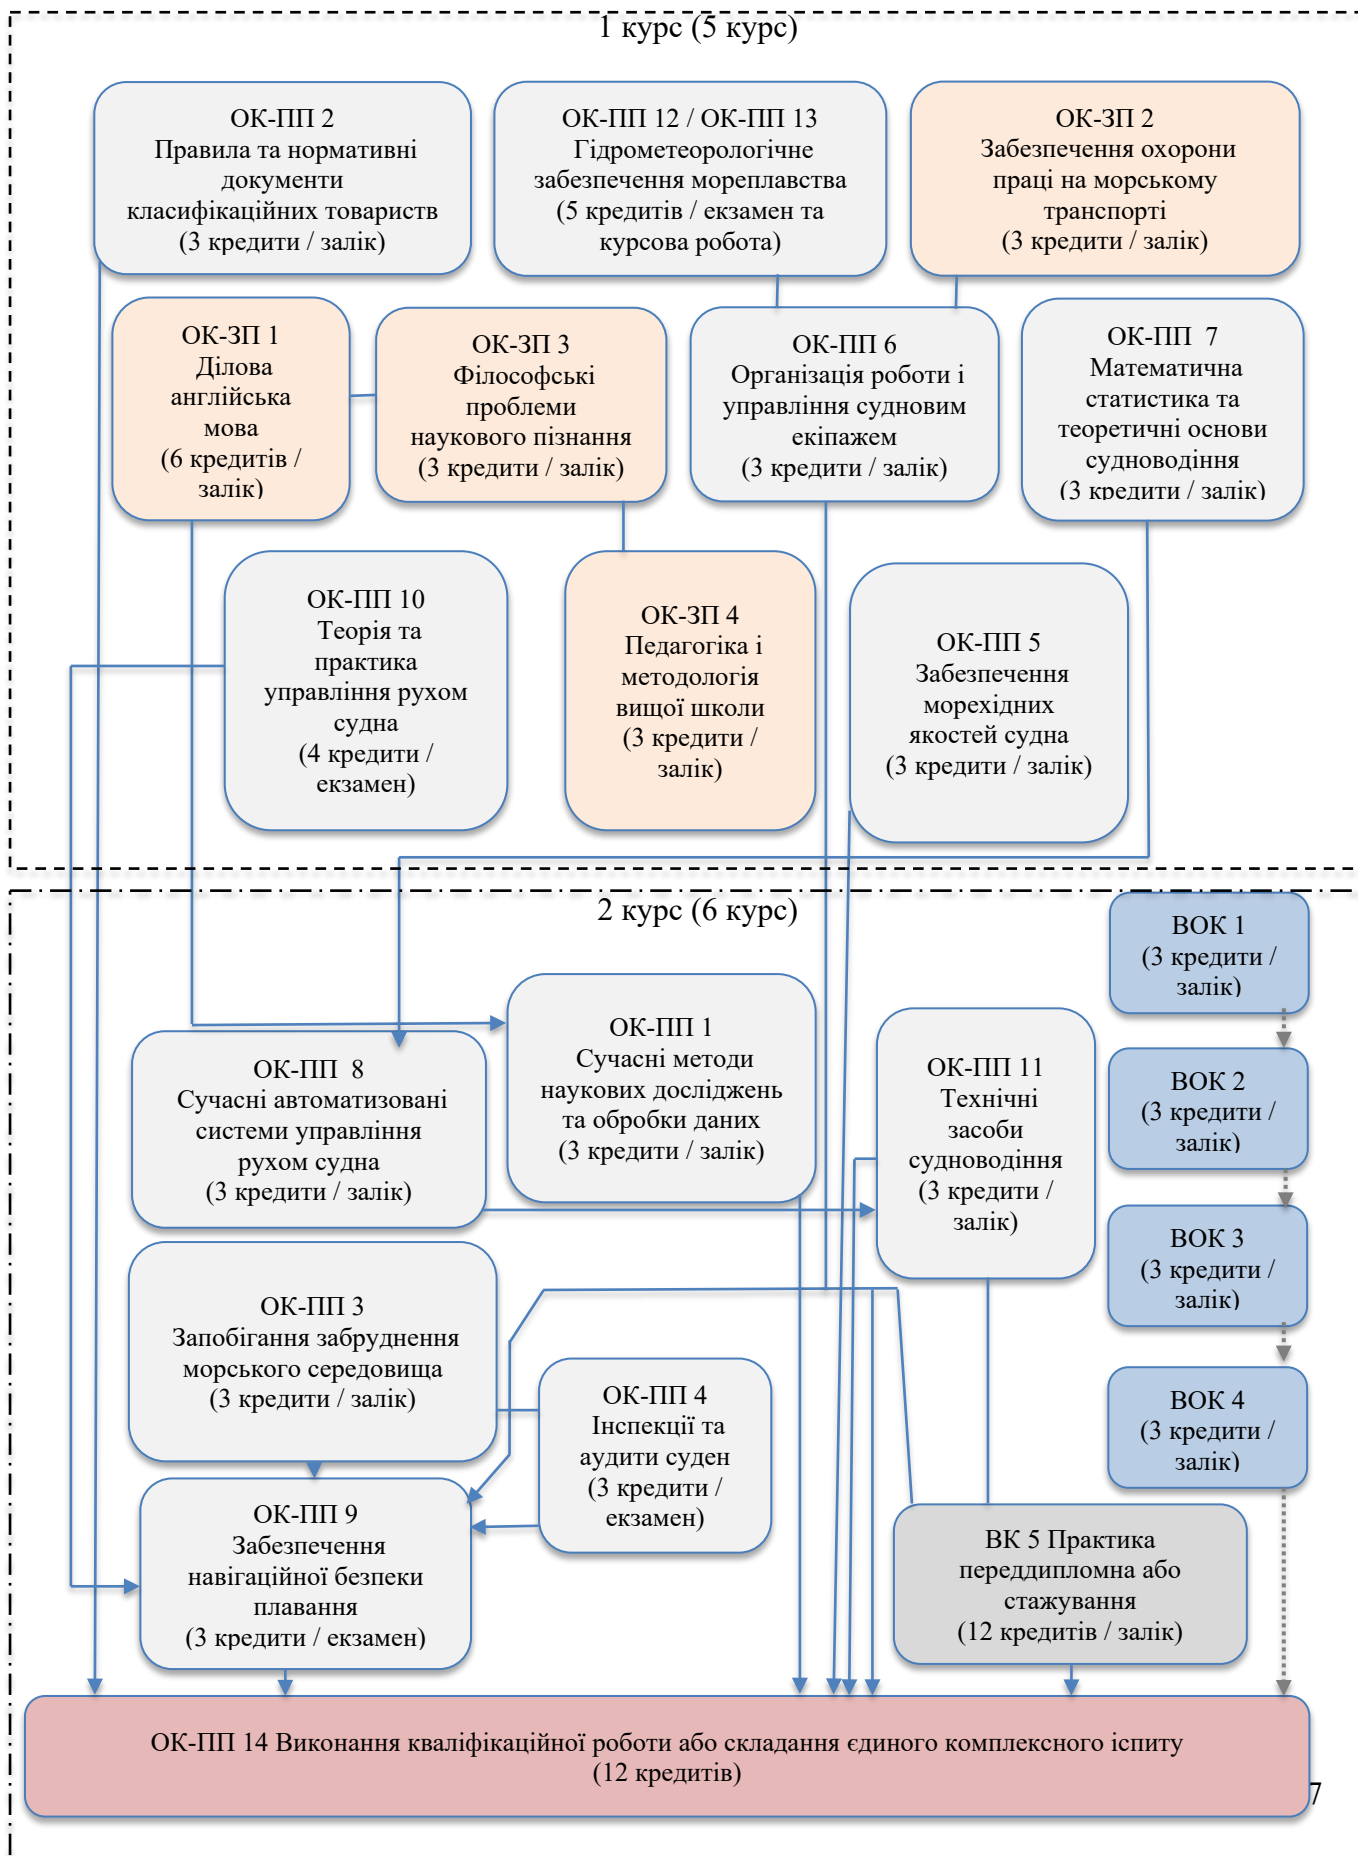 1 курс (5 курс)
ОК-ПП 2
Правила та нормативні
документи
класифікаційних товариств
(3 кредити / залік)
ОК-ПП 12 / ОК-ПП 13
Гідрометеорологічне
забезпечення мореплавства
(5 кредитів / екзамен та
курсова робота)
ОК-ЗП 2
Забезпечення охорони
праці на морському
транспорті
(3 кредити / залік)
ОК-ЗП 1
Ділова
англійська
мова
(6 кредитів /
залік)
ОК-ЗП 3
Філософські
проблеми
наукового пізнання
(3 кредити / залік)
ОК-ПП 6
Організація роботи і
управління судновим
екіпажем
(3 кредити / залік)
ОК-ПП 7
Математична
статистика та
теоретичні основи
судноводіння
(3 кредити / залік)
ОК-ПП 10
Теорія та
практика
управління рухом
судна
(4 кредити /
екзамен)
ОК-ЗП 4
Педагогіка і
методологія
вищої школи
(3 кредити /
залік)
ОК-ПП 5
Забезпечення
морехідних
якостей судна
(3 кредити / залік)
2 курс (6 курс)
ВОК 1
(3 кредити /
залік)
ОК-ПП 8
Сучасні автоматизовані
системи управління
рухом судна
(3 кредити / залік)
ОК-ПП 1
Сучасні методи
наукових досліджень
та обробки даних
(3 кредити / залік)
ОК-ПП 11
Технічні
засоби
судноводіння
(3 кредити /
залік)
ВОК 2
(3 кредити /
залік)
ВОК 3
(3 кредити /
залік)
ОК-ПП 3
Запобігання забруднення
морського середовища
(3 кредити / залік)
ОК-ПП 4
Інспекції та
аудити суден
(3 кредити /
екзамен)
ВОК 4
(3 кредити /
залік)
ОК-ПП 9
Забезпечення
навігаційної безпеки
плавання
(3 кредити / екзамен)
ВК 5 Практика
переддипломна або
стажування
(12 кредитів / залік)
ОК-ПП 14 Виконання кваліфікаційної роботи або складання єдиного комплексного іспиту
(12 кредитів)
7